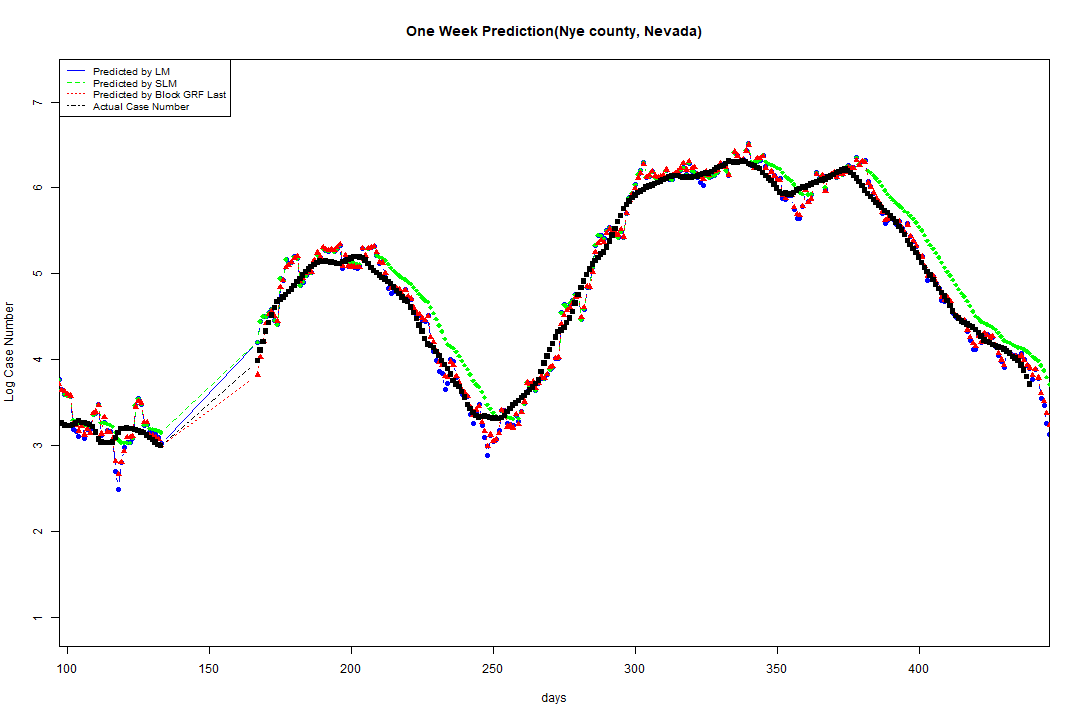 One Week Prediction(Nye county, Nevada)
Predicted by LM
Predicted by SLM
Predicted by Block GRF Last
Actual Case Number
7
6
5
4
3
2
1
Log Case Number
100 150 200 250 300 350 400
days